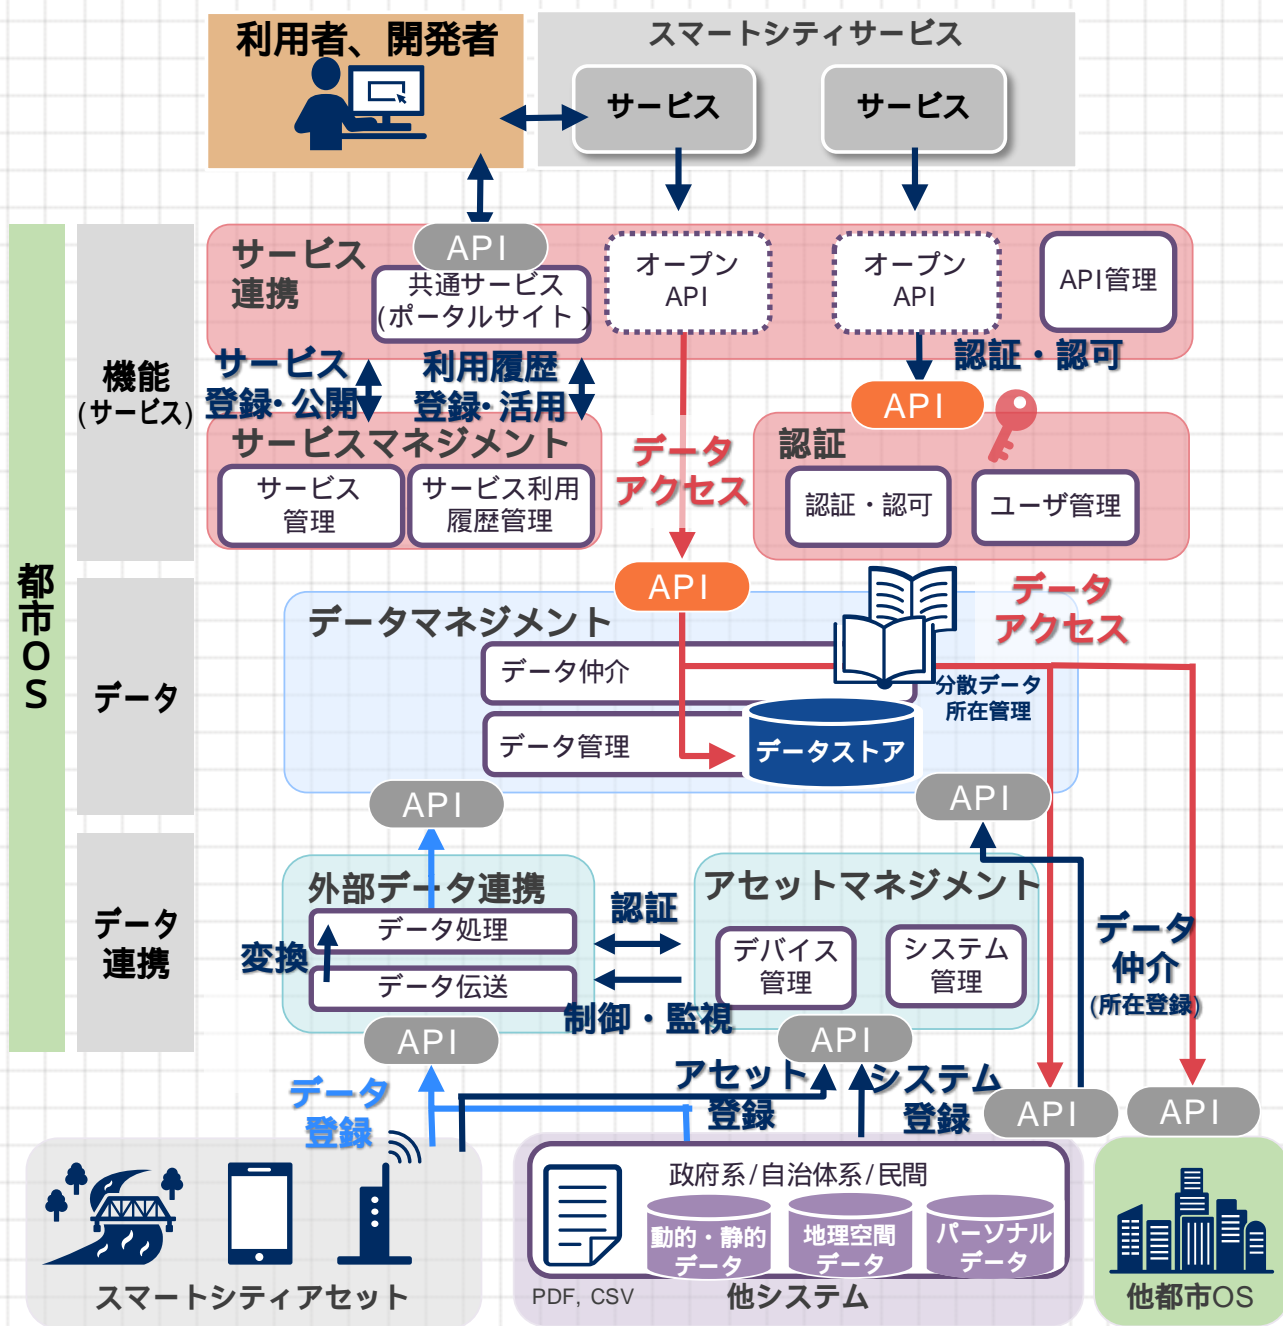 利用者、開発者
スマートシティサービス
サービス
サービス
都市OS
機能
(サービス)
データ
データ
連携
サービス
連携
API
共通サービス
(ポータルサイト)
オープン
API
オープン
API
API管理
サービス
登録・公開
利用履歴
登録・活用
認証・認可
API
サービスマネジメント
サービス
管理
サービス利用
履歴管理
データ
アクセス
認証
認証・認可
ユーザ管理
API
データ
アクセス
データマネジメント
データ仲介
分散データ
所在管理
データ管理
データストア
API
API
外部データ連携
データ処理
変換
データ伝送
認証
制御・監視
アセットマネジメント
デバイス
管理
システム
管理
データ
仲介
(所在登録)
API
API
データ
登録
アセット
登録
システム
登録
API
API
スマートシティアセット
政府系/自治体系/民間
動的・静的
データ
地理空間
データ
パーソナル
データ
PDF, CSV
他システム
他都市OS